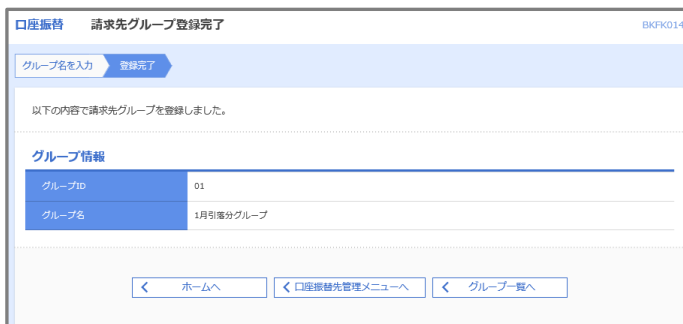 口座振替 請求先グループ登録完了 BKFK014
グループ名を入力 登録完了
以下の内容で請求先グループを登録しました。
グループ情報
グループID 01
グループ名 1月引落分グループ
ホームへ 口座振替先管理メニューへ グループ一覧へ